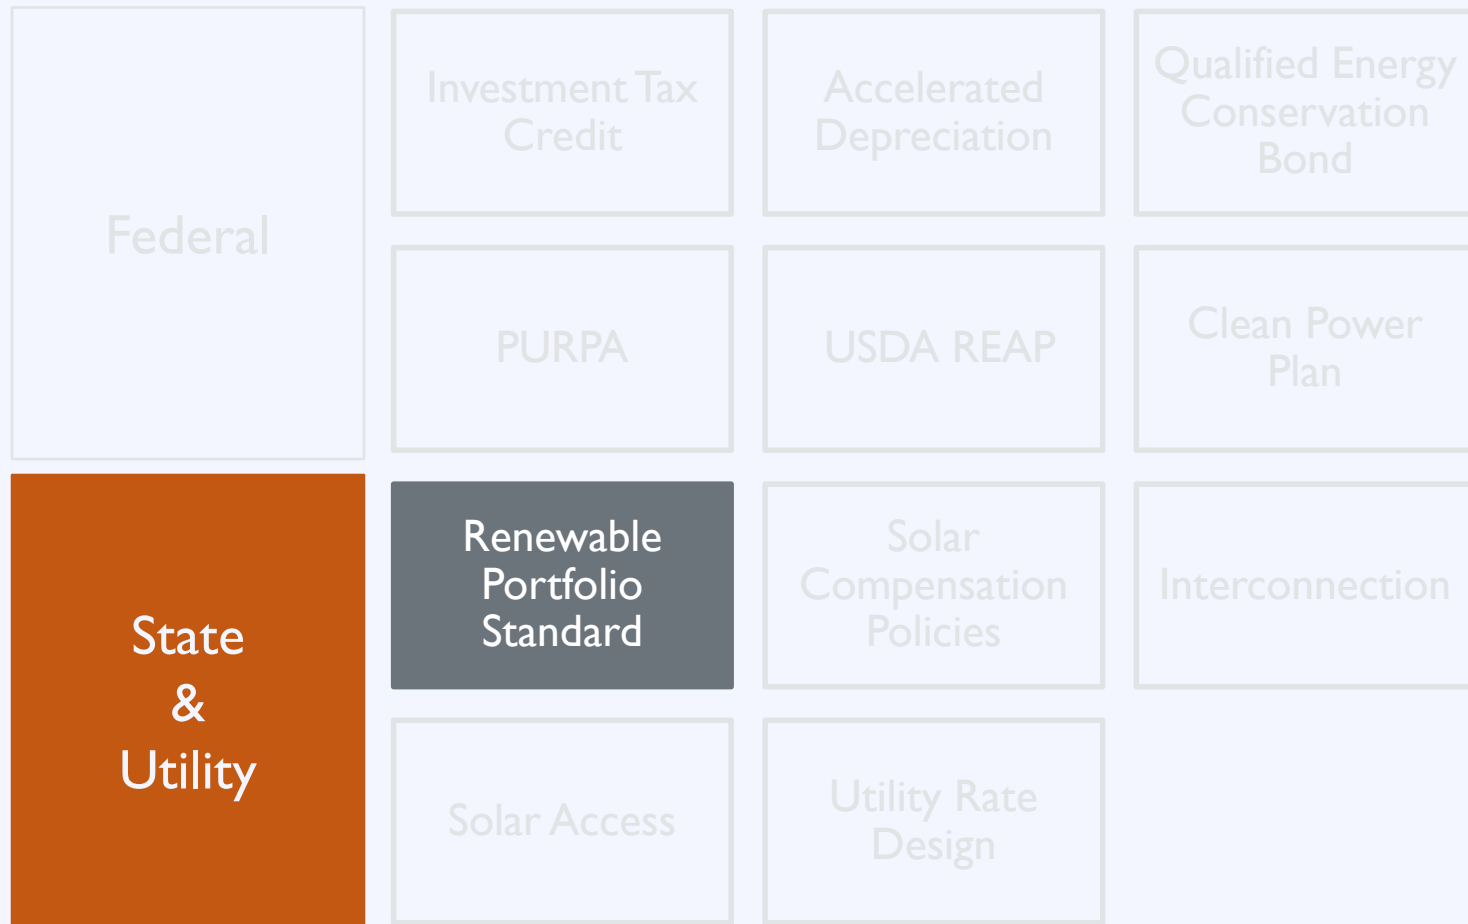 Federal
Investment Tax
Credit
Accelerated
Depreciation
Qualified Energy
Conservation
Bond
PURPA
USDA REAP
Clean Power
Plan
State
&
Utility
Renewable
Portfolio
Standard
Solar
Compensation
Policies
Interconnection
Solar Access
Utility Rate
Design